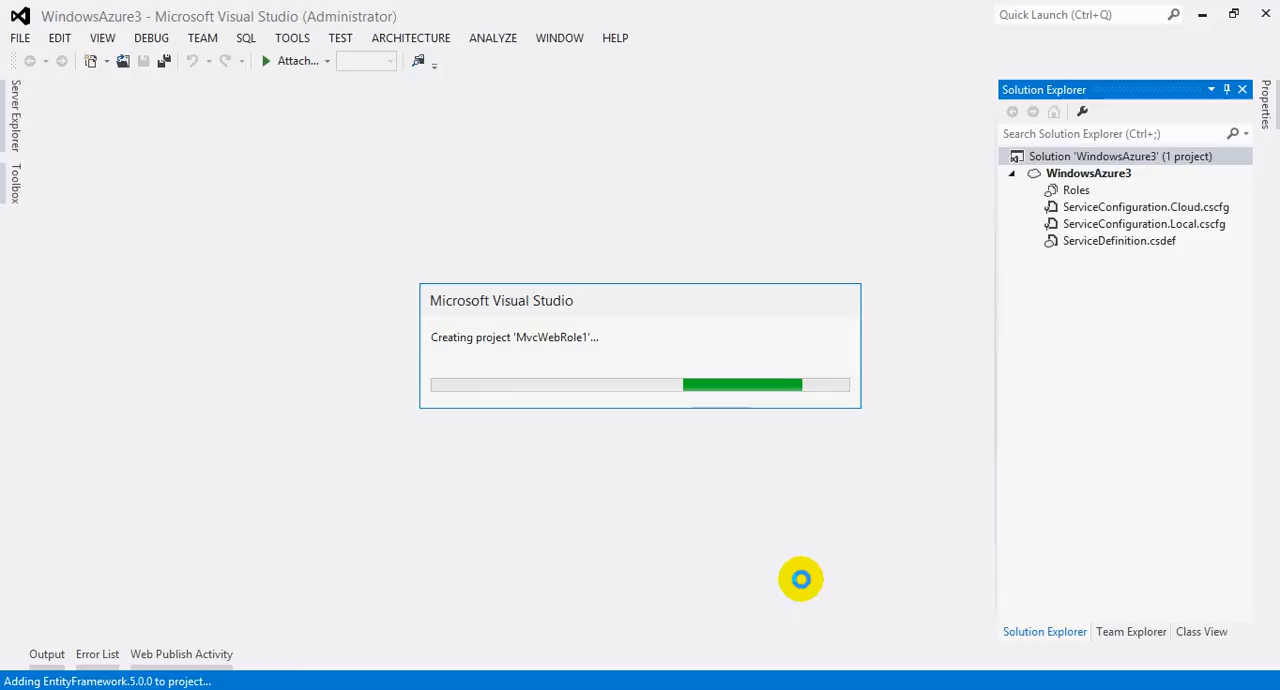 WindowsAzure3 - Microsoft Visual Studio (Administrator)
Quick Launch (Ctrl+Q)
FILE EDIT VIEW DEBUG TEAM SQL TOOLS TEST ARCHITECTURE ANALYZE WINDOW HELP
Attach...
Server Explorer
Toolbox
Solution Explorer
Search Solution Explorer (Ctrl+;)
Solution 'WindowsAzure3' (1 project)
WindowsAzure3
Roles
ServiceConfiguration.Cloud.cscfg
ServiceConfiguration.Local.cscfg
ServiceDefinition.csdef
Properties
Microsoft Visual Studio
Creating project 'MvcWebRole1'...
Solution Explorer Team Explorer Class View
Output Error List Web Publish Activity
Adding EntityFramework.5.0.0 to project...